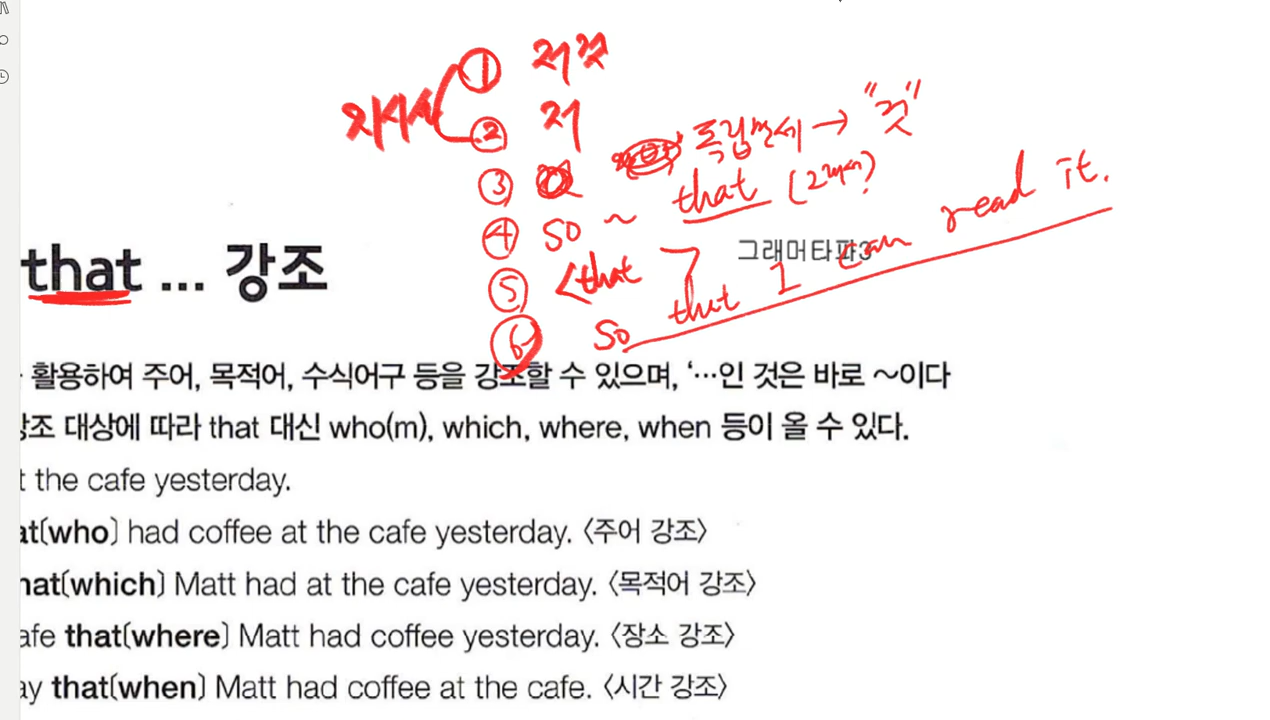 ① 저것
지시사 ② 저
③ 독립면세 → "것"
④ so ~ that (2개사?)
⑤ <that >
⑥ so that I can read it.
그래머타파3
that ... 강조
활용하여 주어, 목적어, 수식어구 등을 강조할 수 있으며, ‘…인 것은 바로 ～이다
강조 대상에 따라 that 대신 who(m), which, where, when 등이 올 수 있다.
t the cafe yesterday.
at(who) had coffee at the cafe yesterday. 〈주어 강조〉
hat(which) Matt had at the cafe yesterday. 〈목적어 강조〉
afe that(where) Matt had coffee yesterday. 〈장소 강조〉
ay that(when) Matt had coffee at the cafe. 〈시간 강조〉